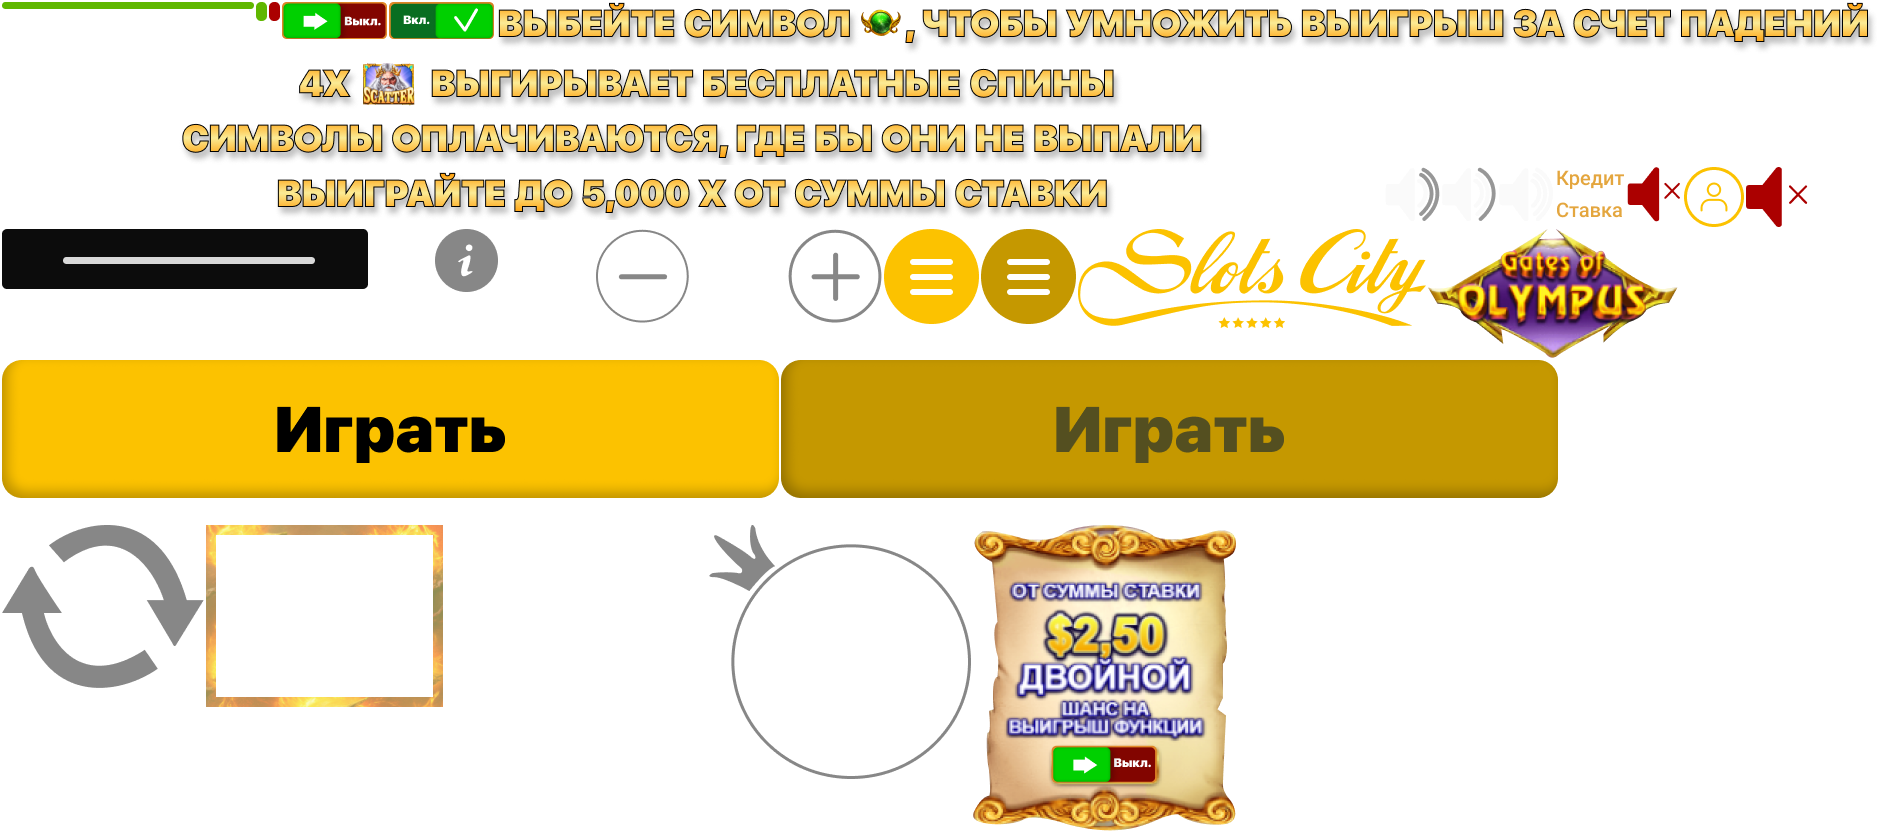 Выкл. Вкл. ВЫБЕЙТЕ СИМВОЛ , ЧТОБЫ УМНОЖИТЬ ВЫИГРЫШ ЗА СЧЕТ ПАДЕНИЙ
4X SCATTER ВЫГИРЫВАЕТ БЕСПЛАТНЫЕ СПИНЫ
СИМВОЛЫ ОПЛАЧИВАЮТСЯ, ГДЕ БЫ ОНИ НЕ ВЫПАЛИ
ВЫИГРАЙТЕ ДО 5,000 X ОТ СУММЫ СТАВКИ
Кредит
Ставка
i
Slots City
Gates of
OLYMPUS
Играть
Играть
ОТ СУММЫ СТАВКИ
$2,50
ДВОЙНОЙ
ШАНС НА
ВЫИГРЫШ ФУНКЦИИ
Выкл.